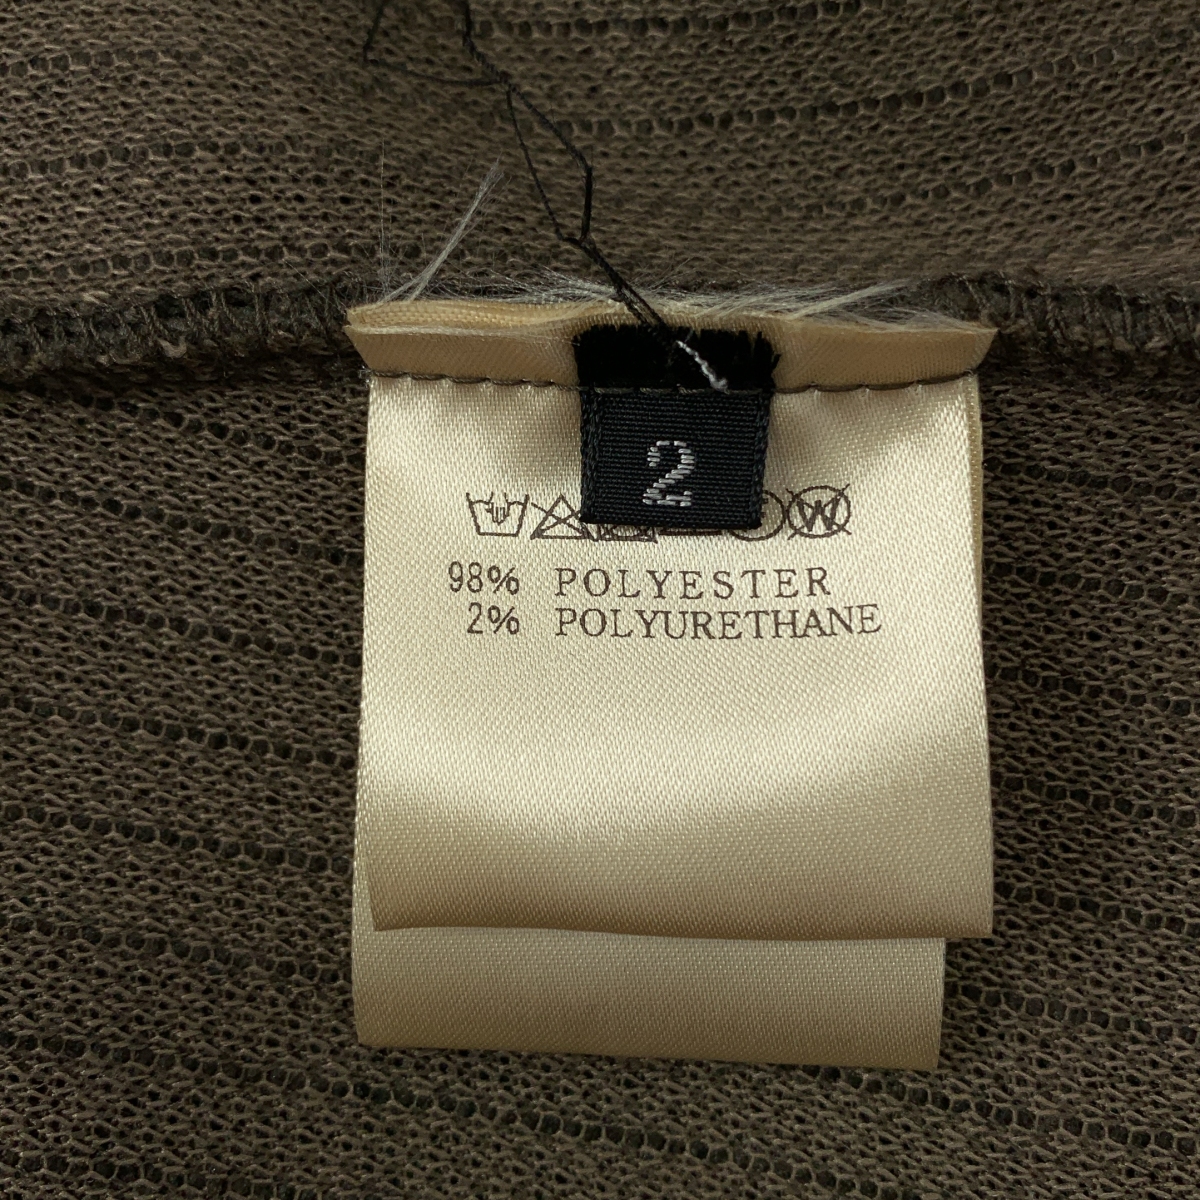 2
W
98% POLYESTER
2% POLYURETHANE